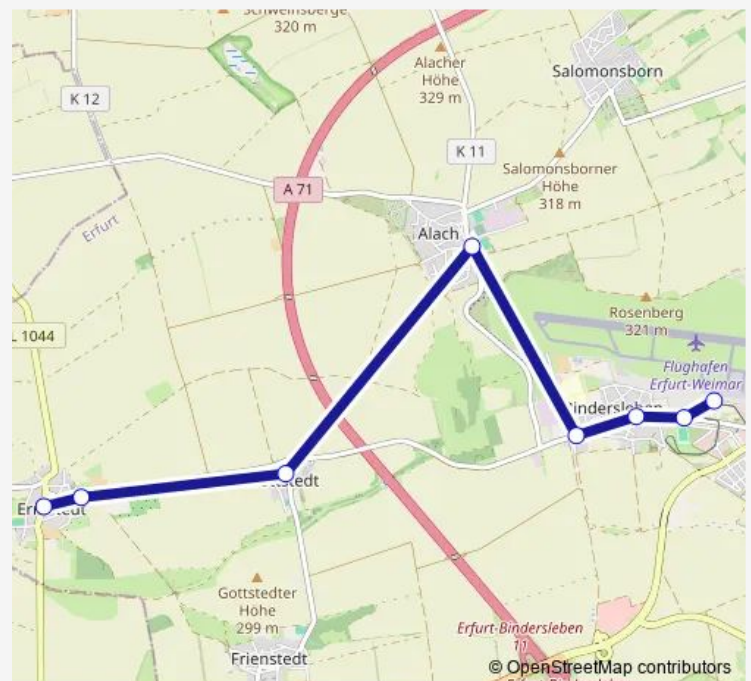 320 m
Alacher
Höhe
329 m
Salomonsborn
K 12
K 11
Salomonsborner
Höhe
318 m
A 71
Erfurt
Alach
Rosenberg
321 m
L 1044
Flughafen
Erfurt-Weimar
Gottstedter
Höhe
299 m
Erfurt-Bindersleben
11
Frienstedt
© OpenStreetMap contributors